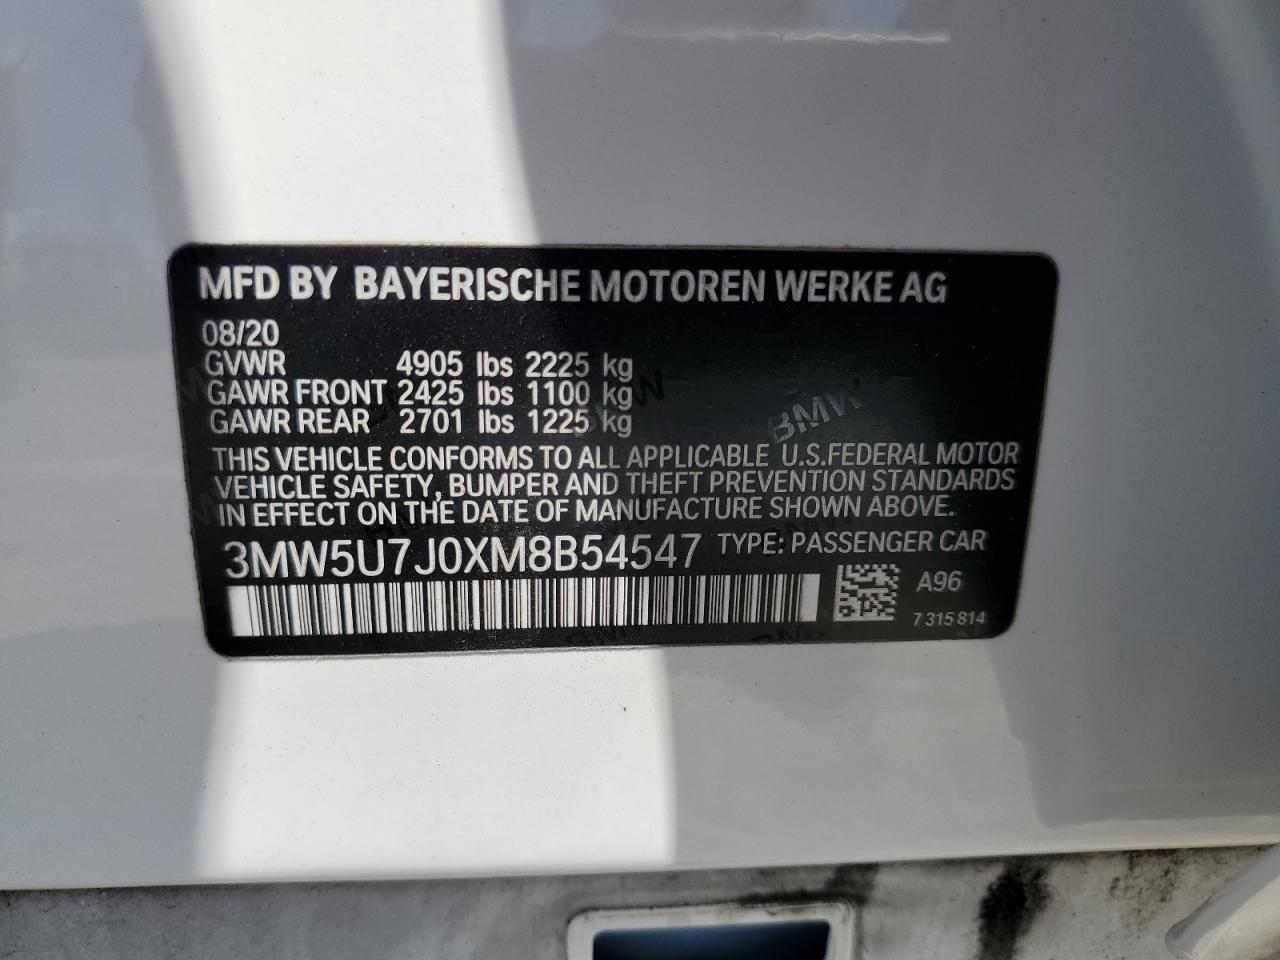 MFD BY BAYERISCHE MOTOREN WERKE AG
08/20
GVWR 4905 lbs 2225 kg
GAWR FRONT 2425 lbs 1100 kg
GAWR REAR 2701 lbs 1225 kg
THIS VEHICLE CONFORMS TO ALL APPLICABLE U.S.FEDERAL MOTOR
VEHICLE SAFETY, BUMPER AND THEFT PREVENTION STANDARDS
IN EFFECT ON THE DATE OF MANUFACTURE SHOWN ABOVE.
3MW5U7J0XM8B54547 TYPE: PASSENGER CAR
A96
7 315 814
BMW